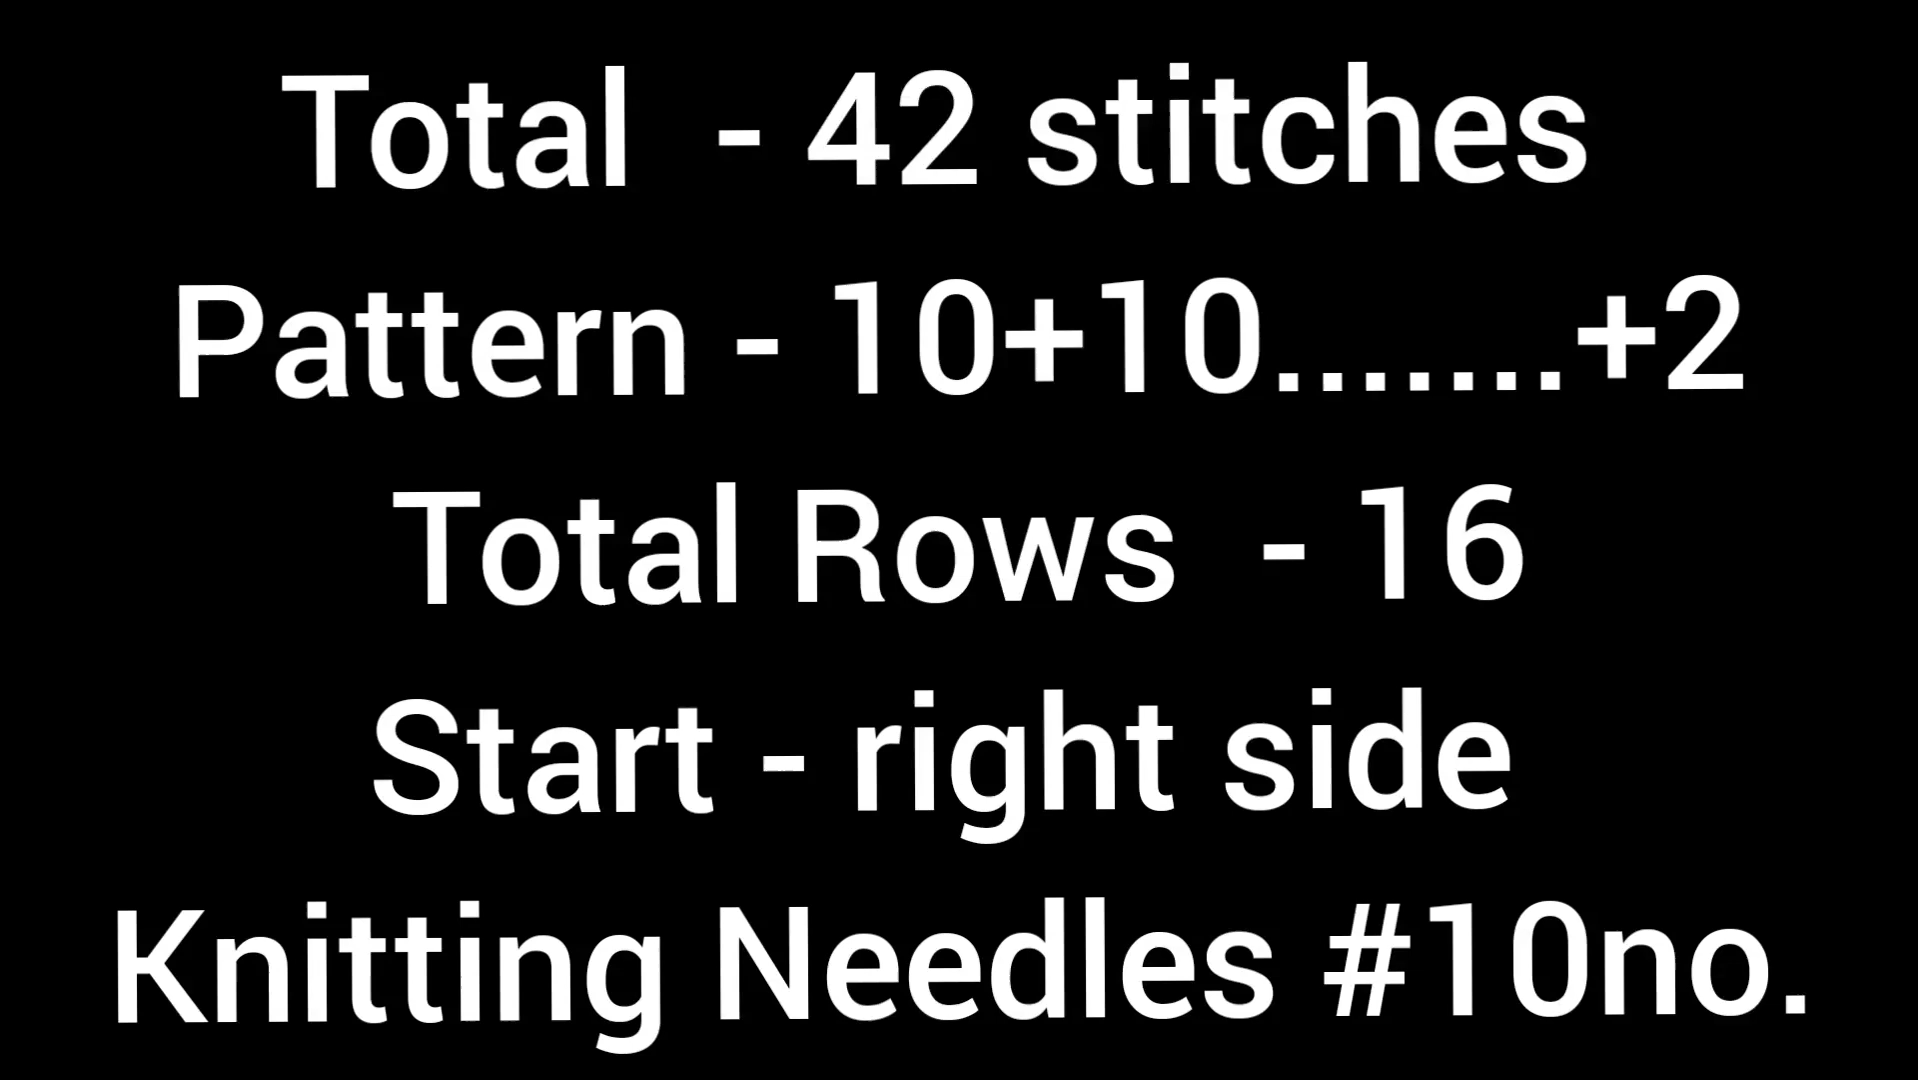 Total - 42 stitches
Pattern - 10+10.......+2
Total Rows - 16
Start - right side
Knitting Needles #10no.